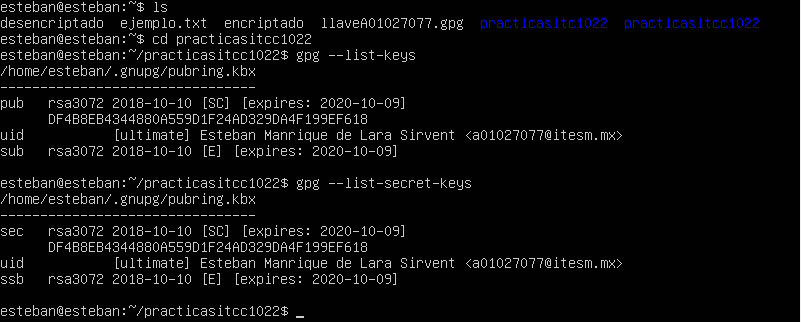 esteban@esteban:~$ ls
desencriptado ejemplo.txt encriptado llaveA01027077.gpg practicasitc1022 practicasitcc1022
esteban@esteban:~$ cd practicasitcc1022
esteban@esteban:~/practicasitcc1022$ gpg --list-keys
/home/esteban/.gnupg/pubring.kbx
--------------------------------
pub   rsa3072 2018-10-10 [SC] [expires: 2020-10-09]
      DF4B8EB4344880A559D1F24AD329DA4F199EF618
uid           [ultimate] Esteban Manrique de Lara Sirvent <a01027077@itesm.mx>
sub   rsa3072 2018-10-10 [E] [expires: 2020-10-09]
esteban@esteban:~/practicasitcc1022$ gpg --list-secret-keys
/home/esteban/.gnupg/pubring.kbx
--------------------------------
sec   rsa3072 2018-10-10 [SC] [expires: 2020-10-09]
      DF4B8EB4344880A559D1F24AD329DA4F199EF618
uid           [ultimate] Esteban Manrique de Lara Sirvent <a01027077@itesm.mx>
ssb   rsa3072 2018-10-10 [E] [expires: 2020-10-09]
esteban@esteban:~/practicasitcc1022$ _